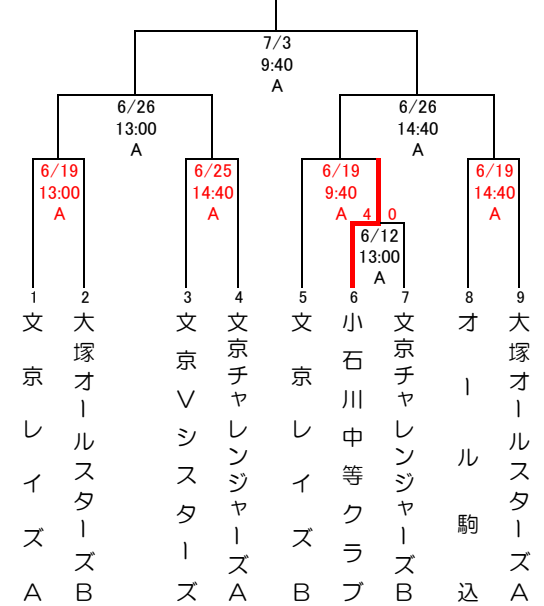 7/3
9:40
A
6/26
13:00
A
6/26
14:40
A
6/19
13:00
A
6/25
14:40
A
6/19
9:40
A
4
0
6/19
14:40
A
6/12
13:00
A
1
2
3
4
5
6
7
8
9
文京レイズA
大塚オールスターズB
文京Vシスターズ
文京チャレンジャーズA
文京レイズB
小石川中等クラブ
文京チャレンジャーズB
オール駒込
大塚オールスターズA